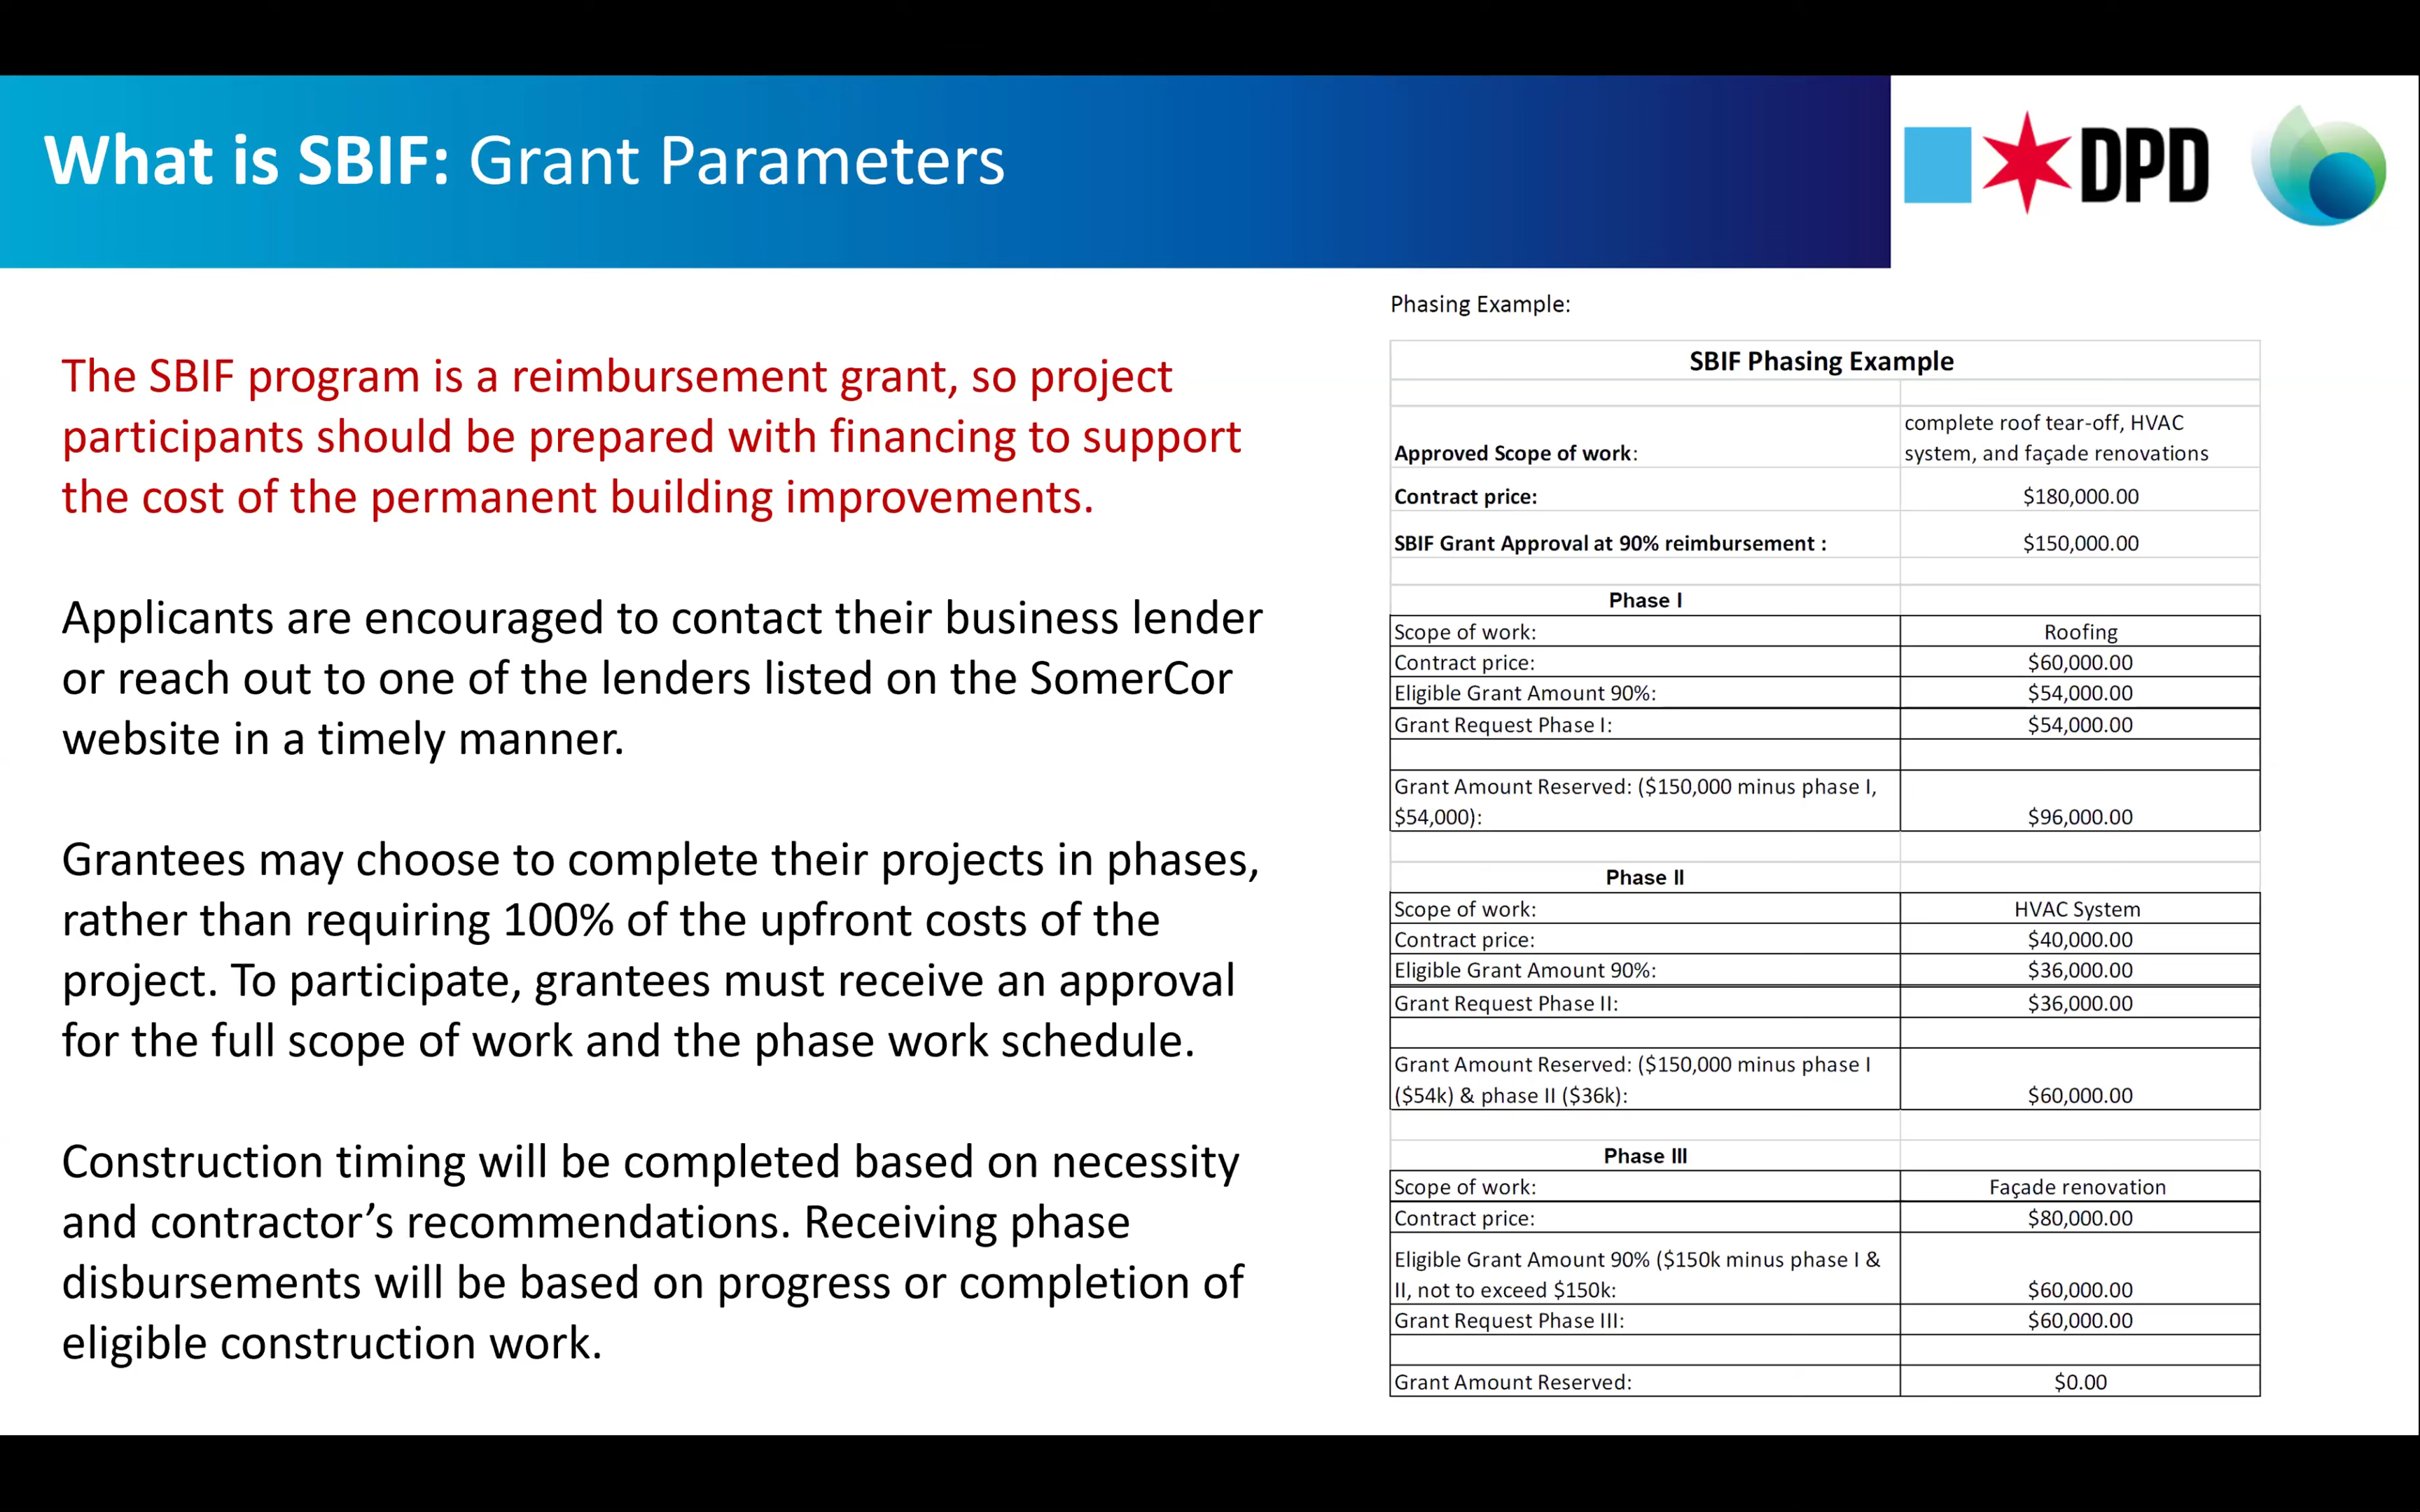 What is SBIF: Grant Parameters
DPD
The SBIF program is a reimbursement grant, so project
participants should be prepared with financing to support
the cost of the permanent building improvements.
Applicants are encouraged to contact their business lender
or reach out to one of the lenders listed on the SomerCor
website in a timely manner.
Grantees may choose to complete their projects in phases,
rather than requiring 100% of the upfront costs of the
project. To participate, grantees must receive an approval
for the full scope of work and the phase work schedule.
Construction timing will be completed based on necessity
and contractor’s recommendations. Receiving phase
disbursements will be based on progress or completion of
eligible construction work.
Phasing Example:
SBIF Phasing Example
Approved Scope of work: complete roof tear-off, HVAC
system, and façade renovations
Contract price: $180,000.00
SBIF Grant Approval at 90% reimbursement : $150,000.00
Phase I
Scope of work: Roofing
Contract price: $60,000.00
Eligible Grant Amount 90%: $54,000.00
Grant Request Phase I: $54,000.00
Grant Amount Reserved: ($150,000 minus phase I,
$54,000): $96,000.00
Phase II
Scope of work: HVAC System
Contract price: $40,000.00
Eligible Grant Amount 90%: $36,000.00
Grant Request Phase II: $36,000.00
Grant Amount Reserved: ($150,000 minus phase I
($54k) & phase II ($36k): $60,000.00
Phase III
Scope of work: Façade renovation
Contract price: $80,000.00
Eligible Grant Amount 90% ($150k minus phase I &
II, not to exceed $150k: $60,000.00
Grant Request Phase III: $60,000.00
Grant Amount Reserved: $0.00